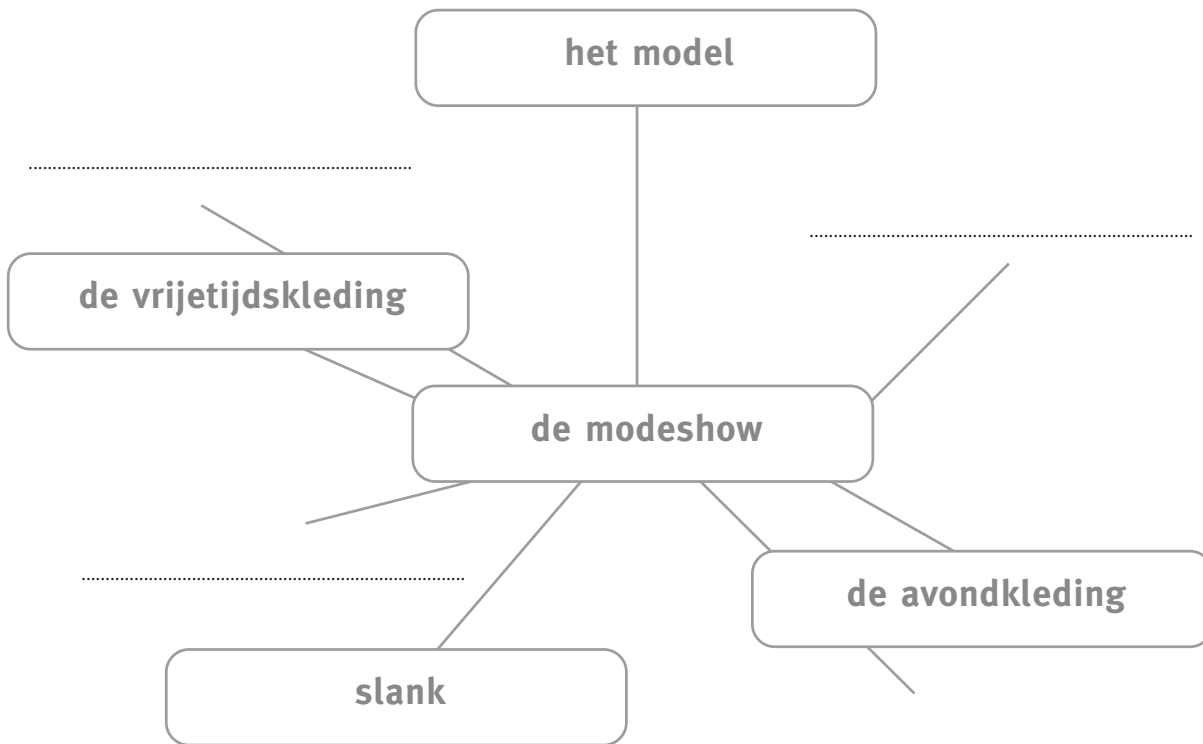 het model
de vrijetijdskleding
de modeshow
de avondkleding
slank